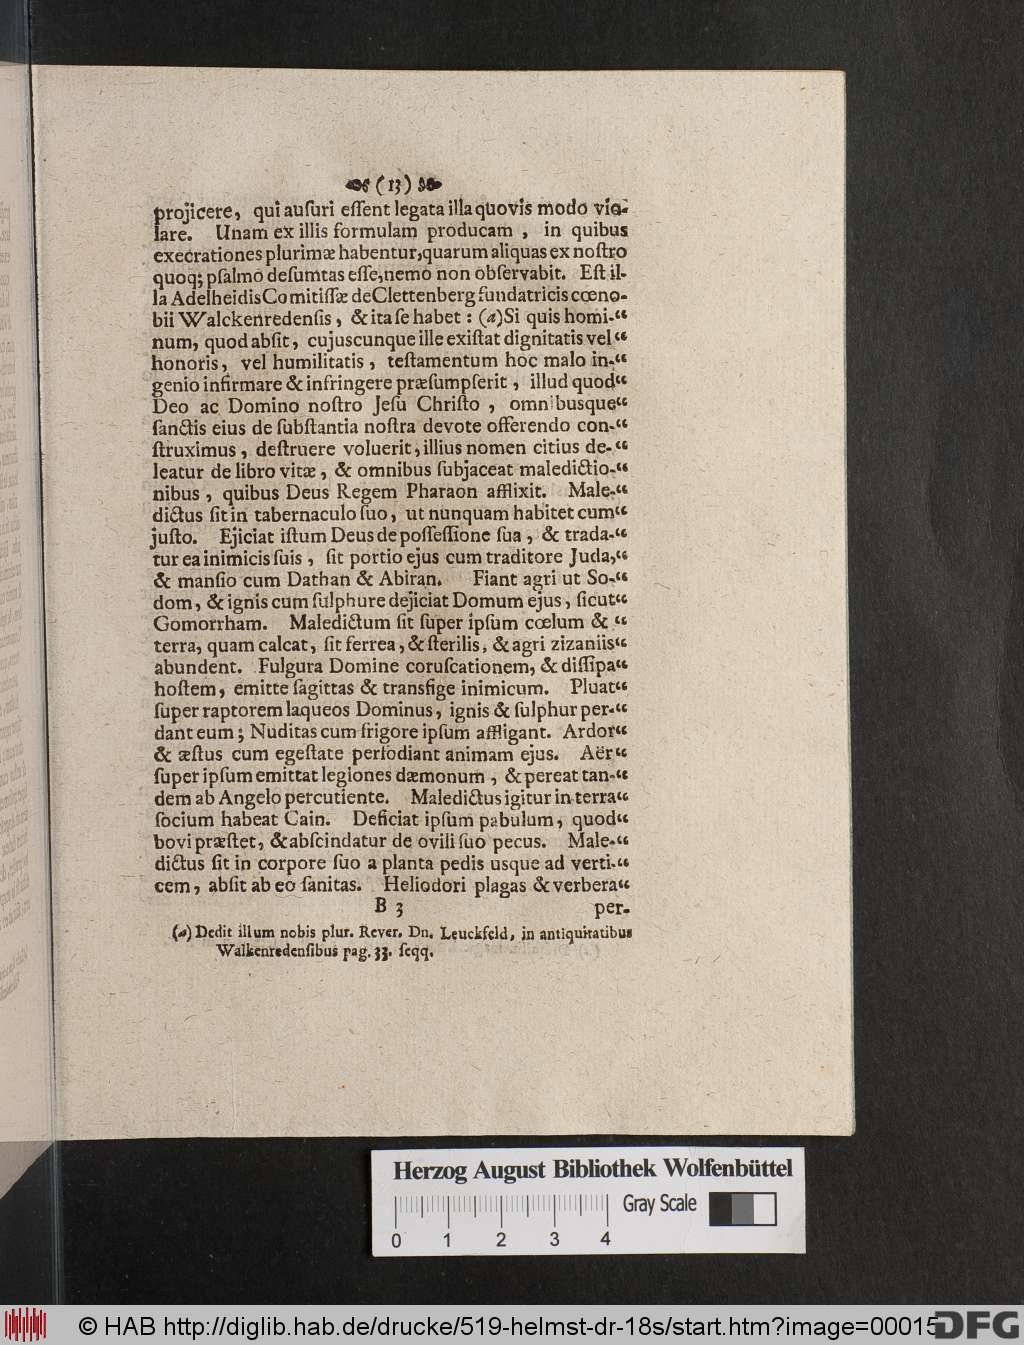 (13)
projicere, qui auſuri eſſent legata illa quovis modo vio-
lare. Unam ex illis formulam producam, in quibus
execrationes plurimæ habentur, quarum aliquas ex noſtro
quoq; pſalmo deſumtas eſſe, nemo non obſervabit. Eſt il-
la Adelheidis Comitiſſæ de Clettenberg fundatricis cœno-
bii Walckenredenſis, & ita ſe habet: (a) Si quis homi-“
num, quod abſit, cujuscunque ille exiſtat dignitatis vel“
honoris, vel humilitatis, teſtamentum hoc malo in-“
genio infirmare & infringere præſumpſerit, illud quod“
Deo ac Domino noſtro Jeſu Chriſto, omnibusque“
ſanctis eius de ſubſtantia noſtra devote offerendo con-“
ſtruximus, deſtruere voluerit, illius nomen citius de-“
leatur de libro vitæ, & omnibus ſubjaceat maledictio-“
nibus, quibus Deus Regem Pharaon afflixit. Male-“
dictus ſit in tabernaculo ſuo, ut nunquam habitet cum“
juſto. Ejiciat iſtum Deus de poſſeſſione ſua, & trada-“
tur ea inimicis ſuis, ſit portio ejus cum traditore Juda,“
& manſio cum Dathan & Abiran. Fiant agri ut So-“
dom, & ignis cum ſulphure dejiciat Domum ejus, ſicut“
Gomorrham. Maledictum ſit ſuper ipſum cœlum & “
terra, quam calcat, ſit ferrea, & ſterilis, & agri zizaniis“
abundent. Fulgura Domine coruſcationem, & diſſipa“
hoſtem, emitte ſagittas & transfige inimicum. Pluat“
ſuper raptorem laqueos Dominus, ignis & ſulphur per-“
dant eum; Nuditas cum frigore ipſum affligant. Ardor“
& æſtus cum egeſtate perfodiant animam ejus. Aër“
ſuper ipſum emittat legiones dæmonum, & pereat tan-“
dem ab Angelo percutiente. Maledictus igitur in terra“
ſocium habeat Cain. Deficiat ipſum pabulum, quod“
bovi præſtet, & abſcindatur de ovili ſuo pecus. Male-“
dictus ſit in corpore ſuo a planta pedis usque ad verti-“
cem, abſit ab eo ſanitas. Heliodori plagas & verbera“
B 3 per-
(a) Dedit illum nobis plur. Rever. Dn. Leuckfeld, in antiquitatibus
Walkenredenſibus pag. 33. ſeqq.
Herzog August Bibliothek Wolfenbüttel
Gray Scale
0 1 2 3 4
© HAB http://diglib.hab.de/drucke/519-helmst-dr-18s/start.htm?image=00015
DFG